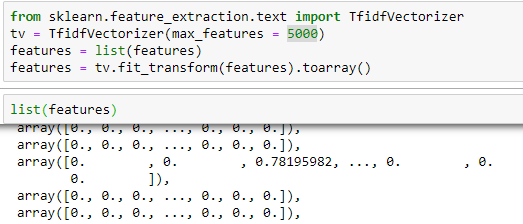 from sklearn.feature_extraction.text import TfidfVectorizer
tv = TfidfVectorizer(max_features = 5000)
features = list(features)
features = tv.fit_transform(features).toarray()
list(features)
array([0., 0., 0., ..., 0., 0., 0.]),
array([0., 0., 0., ..., 0., 0., 0.]),
array([0.        , 0.        , 0.78195982, ..., 0.        , 0.
       0.        ]),
array([0., 0., 0., ..., 0., 0., 0.]),
array([0., 0., 0., ..., 0., 0., 0.]),